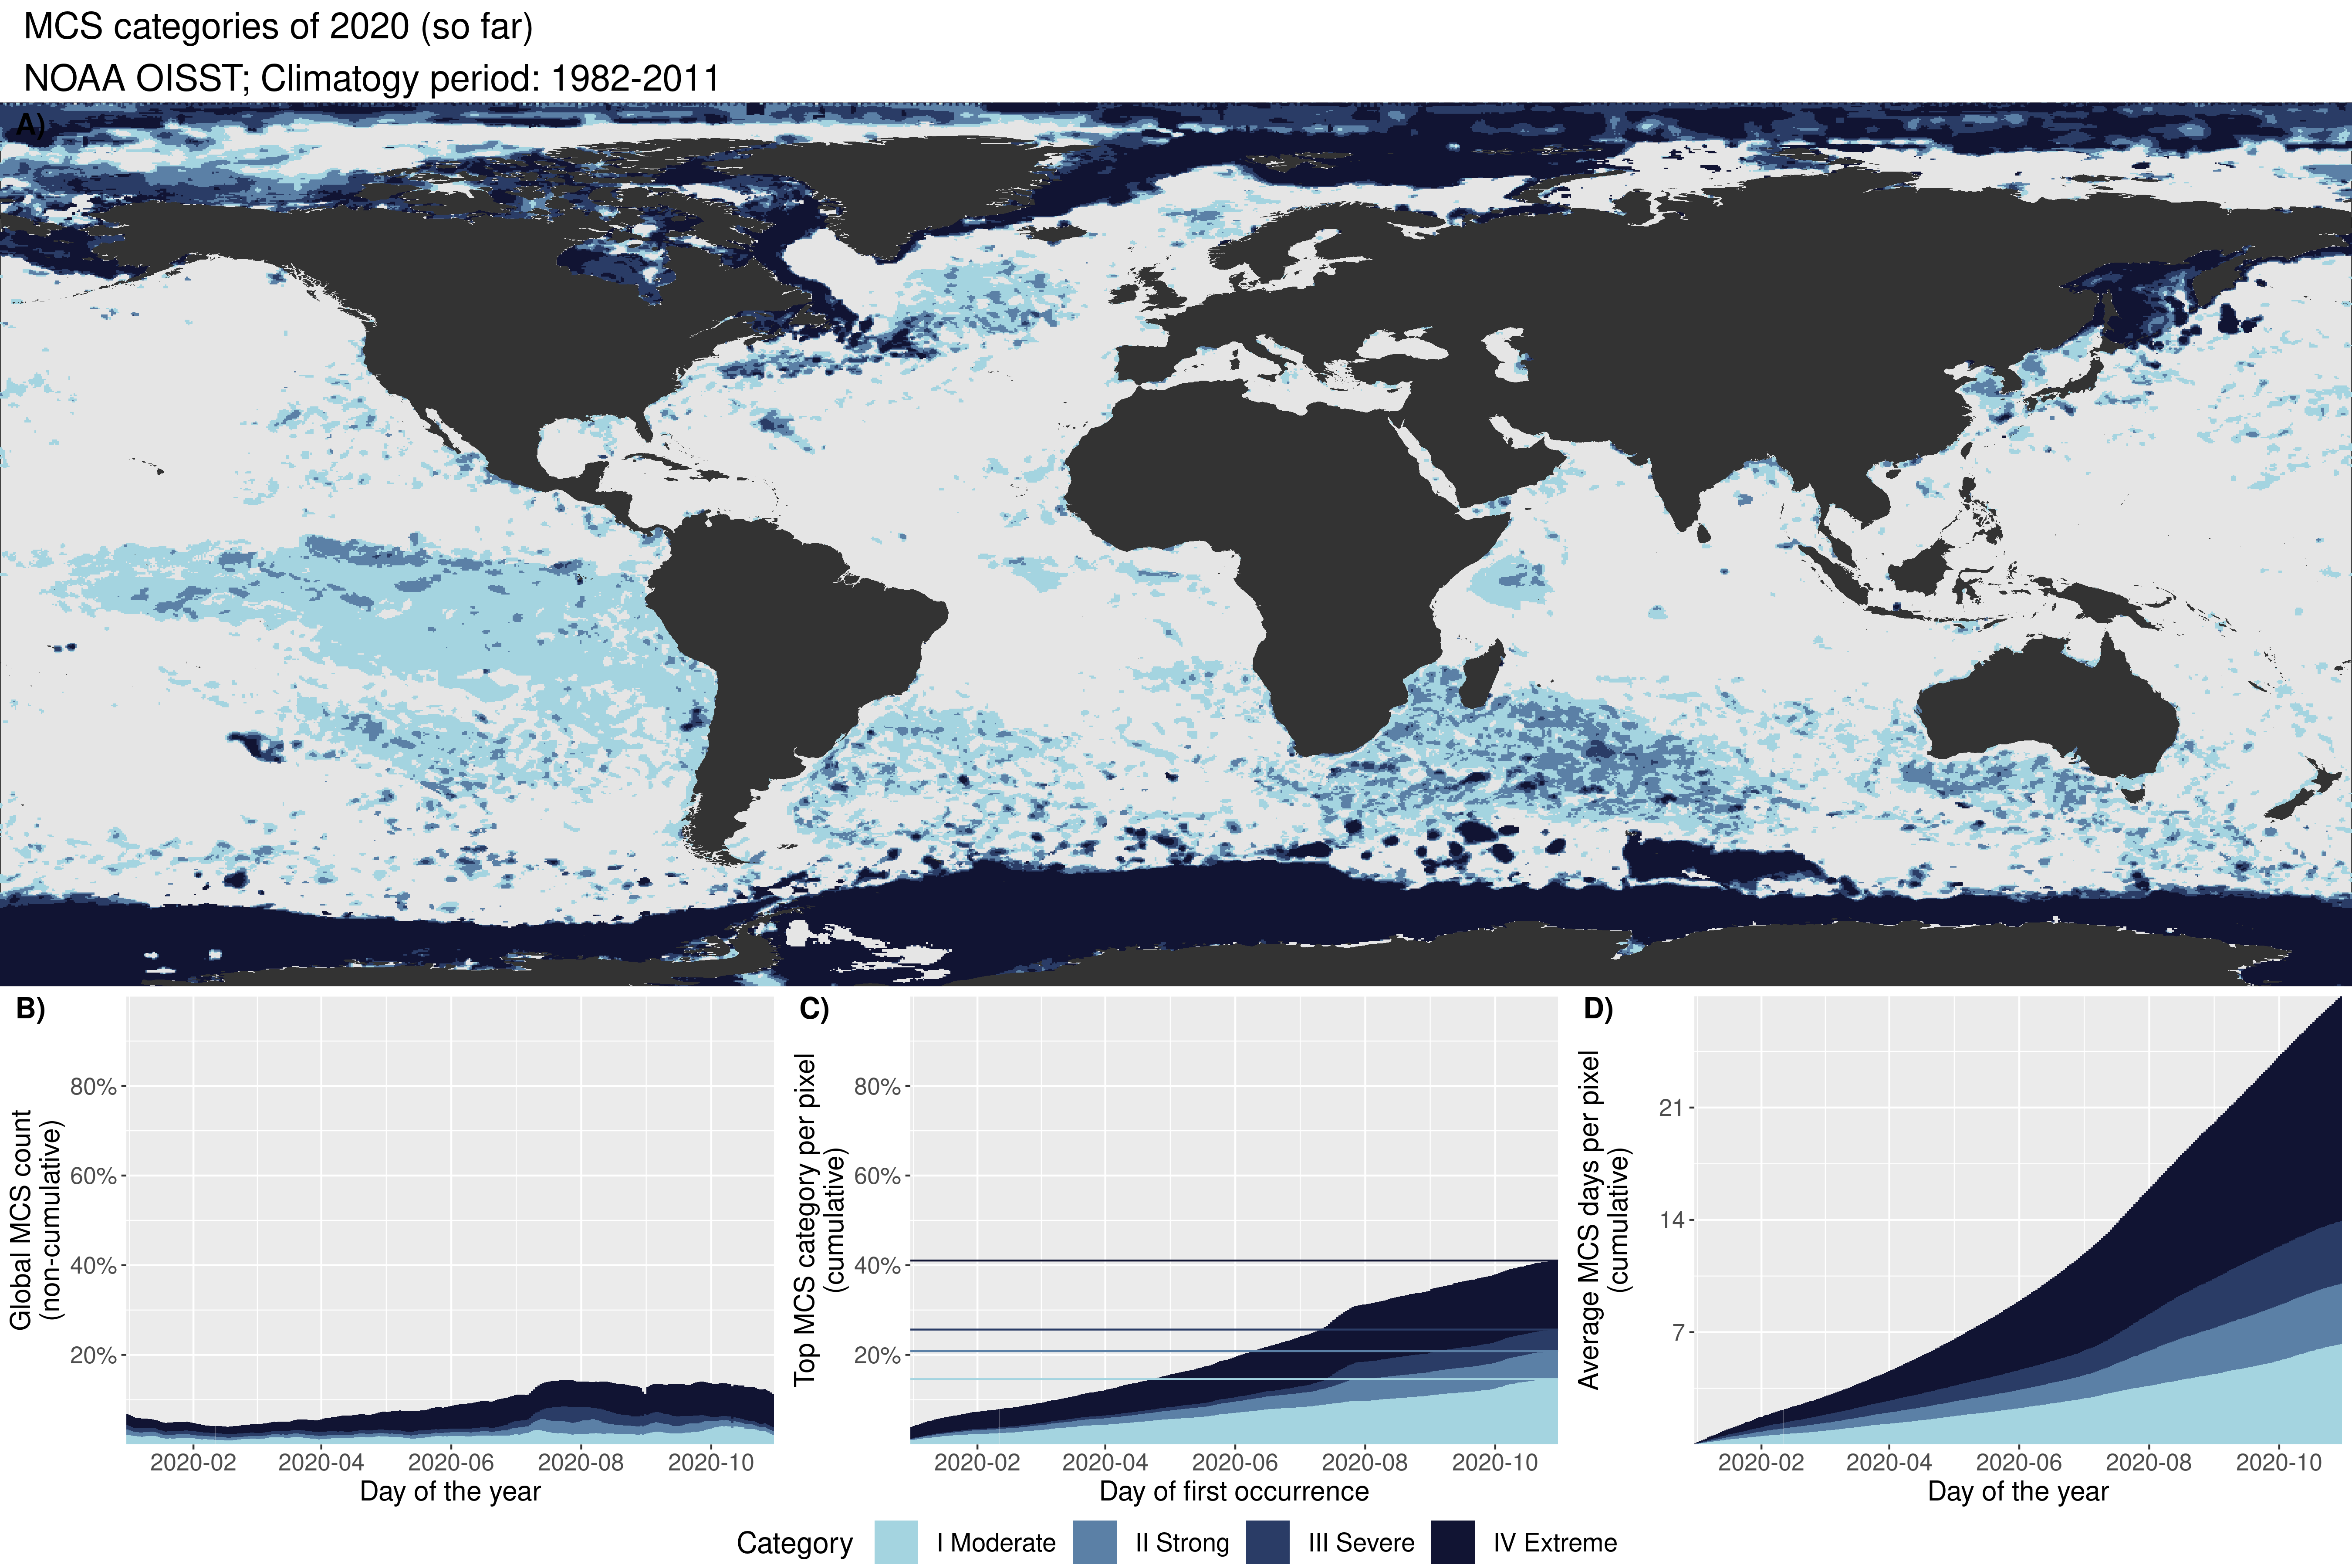 MCS categories of 2020 (so far)
NOAA OISST; Climatogy period: 1982-2011
A)
B)
Global MCS count
(non-cumulative)
80%
60%
40%
20%
2020-02 2020-04 2020-06 2020-08 2020-10
Day of the year
C)
Top MCS category per pixel
(cumulative)
80%
60%
40%
20%
2020-02 2020-04 2020-06 2020-08 2020-10
Day of first occurrence
D)
Average MCS days per pixel
(cumulative)
21
14
7
2020-02 2020-04 2020-06 2020-08 2020-10
Day of the year
Category I Moderate II Strong III Severe IV Extreme